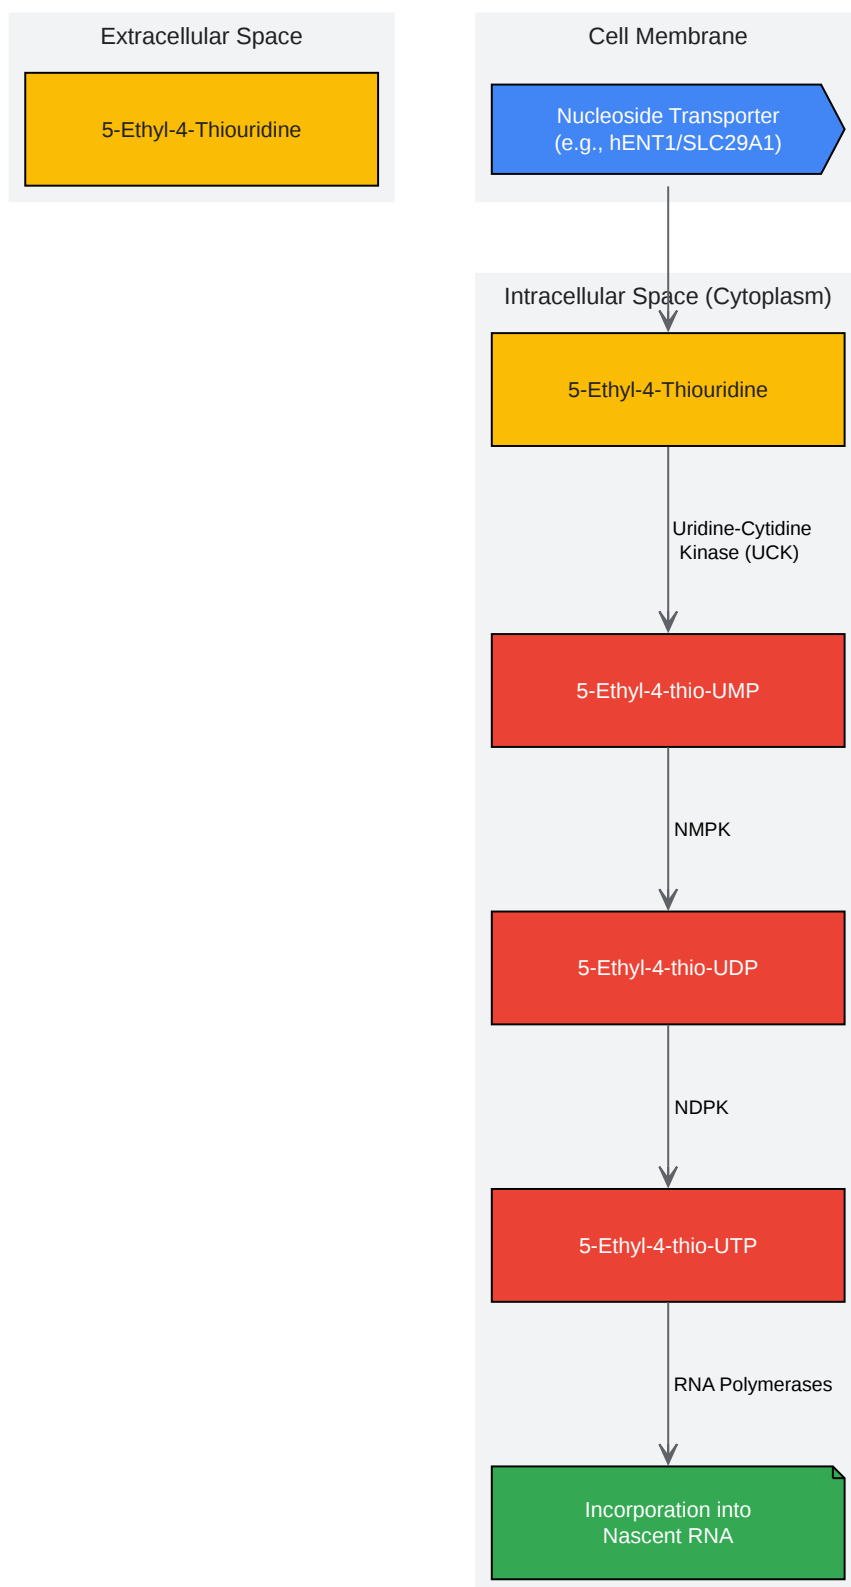 Extracellular Space
5-Ethyl-4-Thiouridine
Cell Membrane
Nucleoside Transporter
(e.g., hENT1/SLC29A1)
Intracellular Space (Cytoplasm)
5-Ethyl-4-Thiouridine
Uridine-Cytidine
Kinase (UCK)
5-Ethyl-4-thio-UMP
NMPK
5-Ethyl-4-thio-UDP
NDPK
5-Ethyl-4-thio-UTP
RNA Polymerases
Incorporation into
Nascent RNA